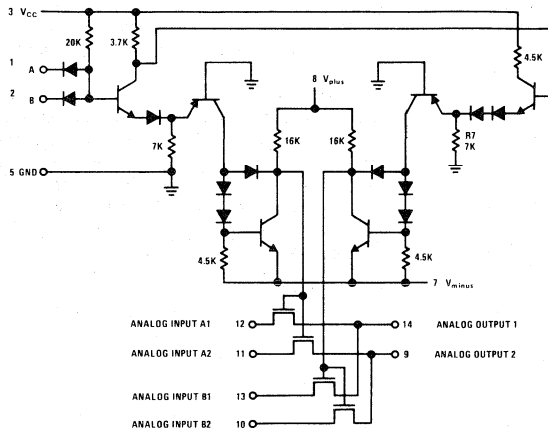 3 VCC
20K
3.7K
4.5K
1
A
2
B
8 Vplus
7K
16K
16K
R7
7K
5 GND
4.5K
4.5K
7 Vminus
ANALOG INPUT A1 12
14 ANALOG OUTPUT 1
ANALOG INPUT A2 11
9 ANALOG OUTPUT 2
ANALOG INPUT B1 13
ANALOG INPUT B2 10